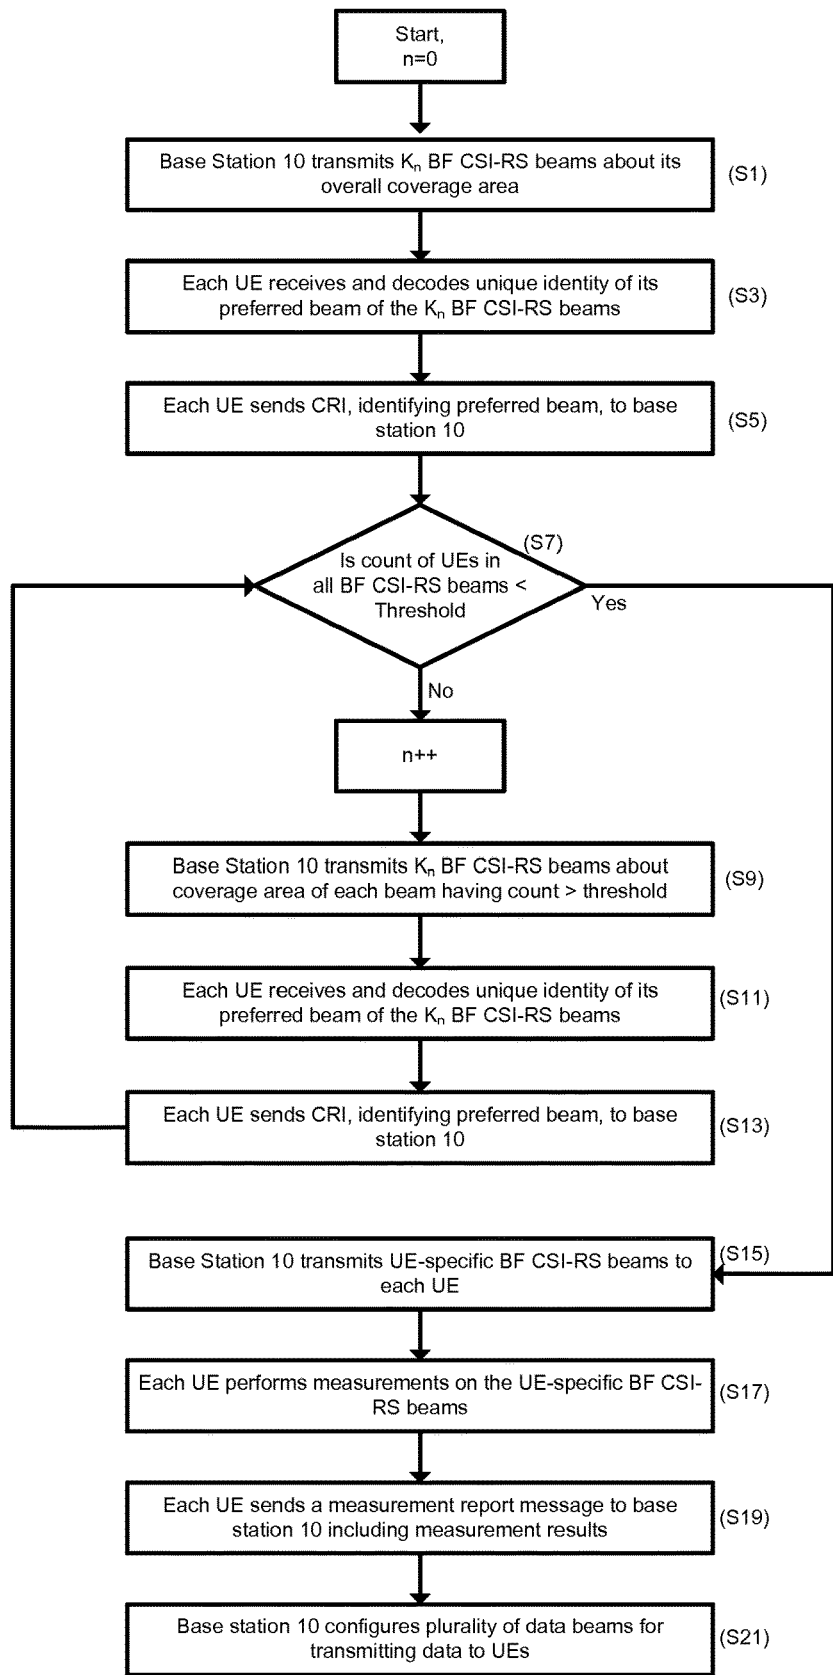 Start,
n=0
Base Station 10 transmits Kn BF CSI-RS beams about its
overall coverage area
(S1)
Each UE receives and decodes unique identity of its
preferred beam of the Kn BF CSI-RS beams
(S3)
Each UE sends CRI, identifying preferred beam, to base
station 10
(S5)
(S7)
Is count of UEs in
all BF CSI-RS beams <
Threshold
Yes
No
n++
Base Station 10 transmits Kn BF CSI-RS beams about
coverage area of each beam having count > threshold
(S9)
Each UE receives and decodes unique identity of its
preferred beam of the Kn BF CSI-RS beams
(S11)
Each UE sends CRI, identifying preferred beam, to base
station 10
(S13)
Base Station 10 transmits UE-specific BF CSI-RS beams to
each UE
(S15)
Each UE performs measurements on the UE-specific BF CSI-
RS beams
(S17)
Each UE sends a measurement report message to base
station 10 including measurement results
(S19)
Base station 10 configures plurality of data beams for
transmitting data to UEs
(S21)